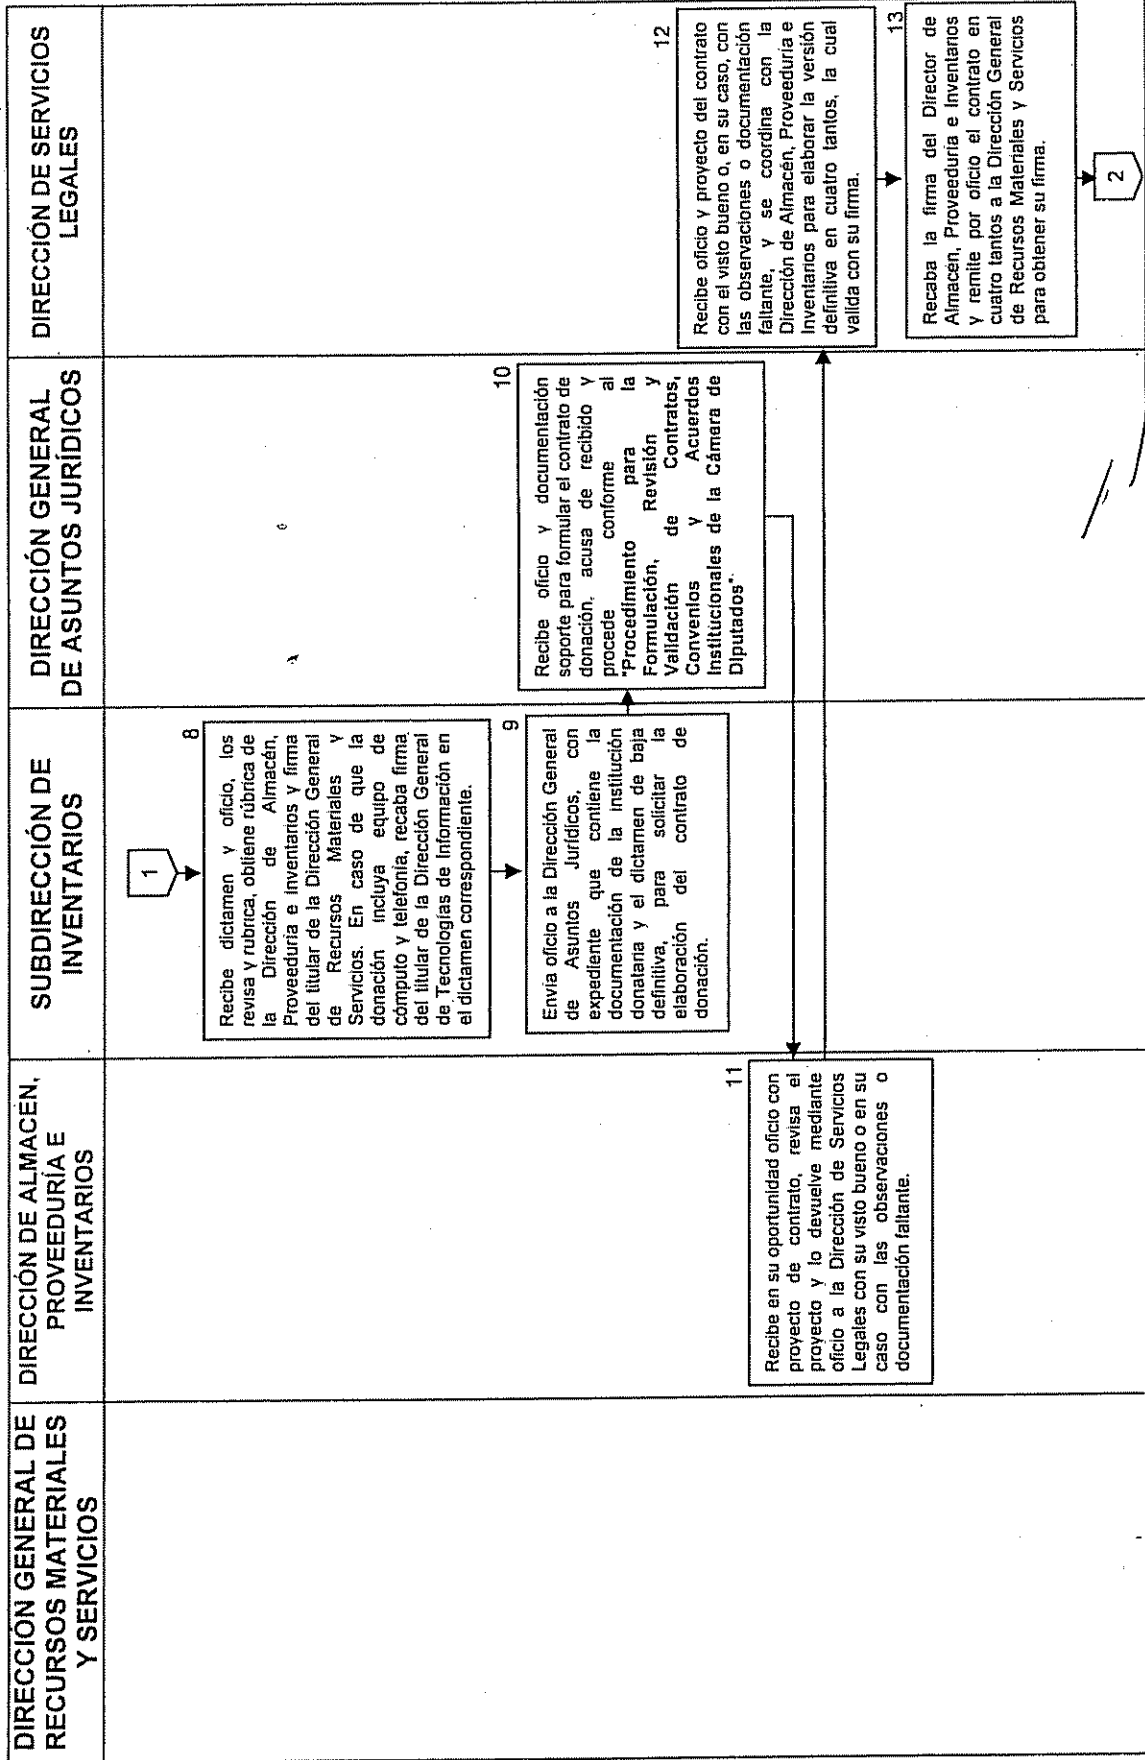 DIRECCIÓN GENERAL DE
RECURSOS MATERIALES
Y SERVICIOS
DIRECCIÓN DE ALMACÉN,
PROVEEDURÍA E
INVENTARIOS
SUBDIRECCIÓN DE
INVENTARIOS
DIRECCIÓN GENERAL
DE ASUNTOS JURÍDICOS
DIRECCIÓN DE SERVICIOS
LEGALES
1
8
Recibe dictamen y oficio, los
revisa y rubrica, obtiene rúbrica de
la Dirección de Almacén,
Proveeduría e Inventarios y firma
del titular de la Dirección General
de Recursos Materiales y
Servicios. En caso de que la
donación incluya equipo de
cómputo y telefonía, recaba firma
del titular de la Dirección General
de Tecnologías de Información en
el dictamen correspondiente.
9
Envía oficio a la Dirección General
de Asuntos Jurídicos, con
expediente que contiene la
documentación de la institución
donataria y el dictamen de baja
definitiva, para solicitar la
elaboración del contrato de
donación.
10
Recibe oficio y documentación
soporte para formular el contrato de
donación, acusa de recibido y
procede conforme al
"Procedimiento para la
Formulación, Revisión y
Validación de Contratos,
Convenios y Acuerdos
Institucionales de la Cámara de
Diputados".
11
Recibe en su oportunidad oficio con
proyecto de contrato, revisa el
proyecto y lo devuelve mediante
oficio a la Dirección de Servicios
Legales con su visto bueno o en su
caso con las observaciones o
documentación faltante.
12
Recibe oficio y proyecto del contrato
con el visto bueno o, en su caso, con
las observaciones o documentación
faltante, y se coordina con la
Dirección de Almacén, Proveeduría e
Inventarios para elaborar la versión
definitiva en cuatro tantos, la cual
valida con su firma.
13
Recaba la firma del Director de
Almacén, Proveeduría e Inventarios
y remite por oficio el contrato en
cuatro tantos a la Dirección General
de Recursos Materiales y Servicios
para obtener su firma.
2